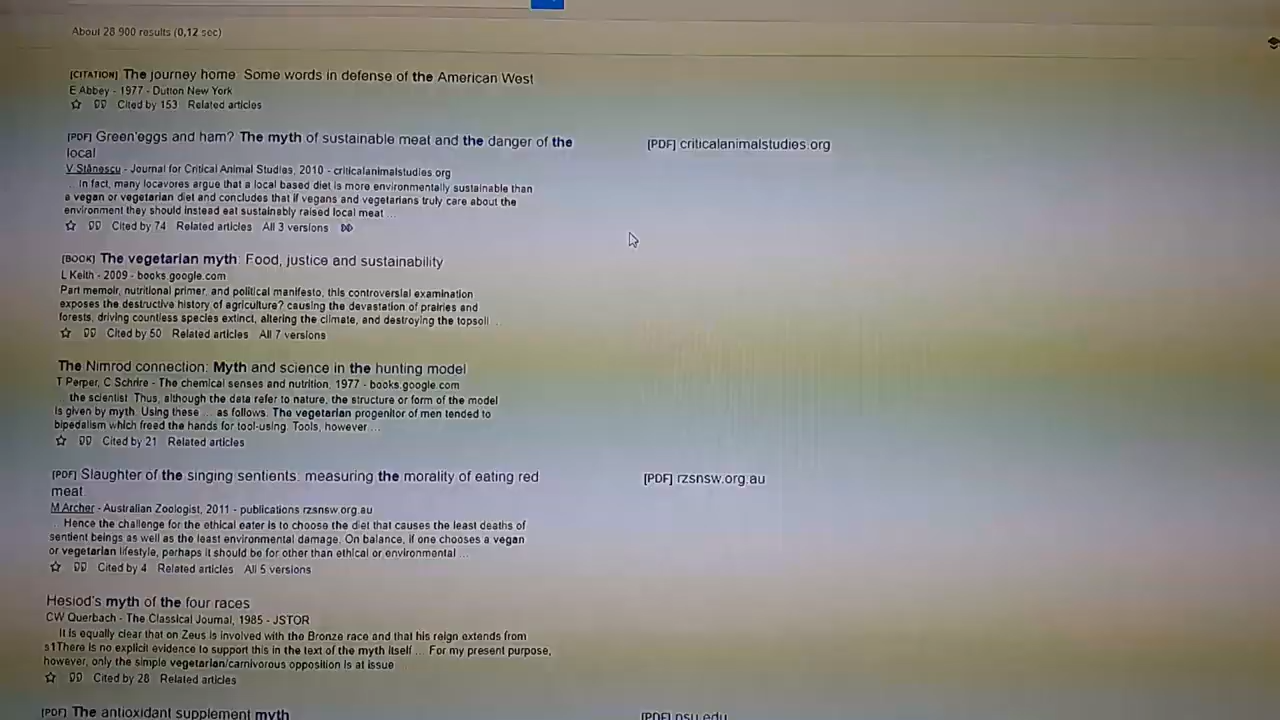 About 28 900 results (0,12 sec)
[CITATION] The journey home Some words in defense of the American West
E Abbey - 1977 - Dutton New York
Cited by 153 Related articles
[PDF] Green'eggs and ham? The myth of sustainable meat and the danger of the
local
[PDF] criticalanimalstudies.org
V Stănescu - Journal for Critical Animal Studies, 2010 - criticalanimalstudies org
In fact, many locavores argue that a local based diet is more environmentally sustainable than
a vegan or vegetarian diet and concludes that if vegans and vegetarians truly care about the
environment they should instead eat sustainably raised local meat ...
Cited by 74 Related articles All 3 versions
[BOOK] The vegetarian myth: Food, justice and sustainability
L Keith - 2009 - books.google.com
Part memoir, nutritional primer, and political manifesto, this controversial examination
exposes the destructive history of agriculture? causing the devastation of prairies and
forests, driving countless species extinct, altering the climate, and destroying the topsoil ...
Cited by 50 Related articles All 7 versions
The Nimrod connection: Myth and science in the hunting model
T Perper, C Schrire - The chemical senses and nutrition, 1977 - books.google.com
the scientist Thus, although the data refer to nature, the structure or form of the model
is given by myth. Using these ... as follows. The vegetarian progenitor of men tended to
bipedalism which freed the hands for tool-using. Tools, however ...
Cited by 21 Related articles
[PDF] Slaughter of the singing sentients: measuring the morality of eating red
meat.
[PDF] rzsnsw.org.au
M Archer - Australian Zoologist, 2011 - publications rzsnsw.org.au
Hence the challenge for the ethical eater is to choose the diet that causes the least deaths of
sentient beings as well as the least environmental damage. On balance, if one chooses a vegan
or vegetarian lifestyle, perhaps it should be for other than ethical or environmental ...
Cited by 4 Related articles All 5 versions
Hesiod's myth of the four races
CW Querbach - The Classical Journal, 1985 - JSTOR
It is equally clear that on Zeus is involved with the Bronze race and that his reign extends from
s1There is no explicit evidence to support this in the text of the myth itself ... For my present purpose,
however, only the simple vegetarian/carnivorous opposition is at issue
Cited by 28 Related articles
[PDF] The antioxidant supplement myth
[PDF] nsu.edu